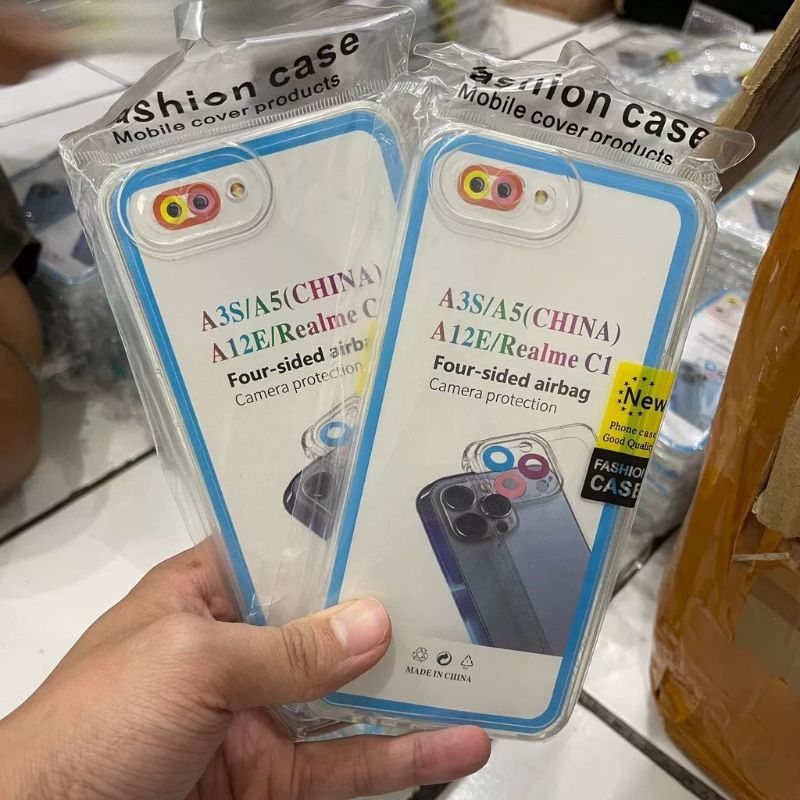 ashion case
Mobile cover products
A3S/A5(CHINA)
A12E/Realme C
Four-sided airba
Camera protection
ashion case
Mobile cover products
A3S/A5(CHINA)
A12E/Realme C1
Four-sided airbag
Camera protection
New
Phone case
Good Quality
FASHION
CASE
MADE IN CHINA